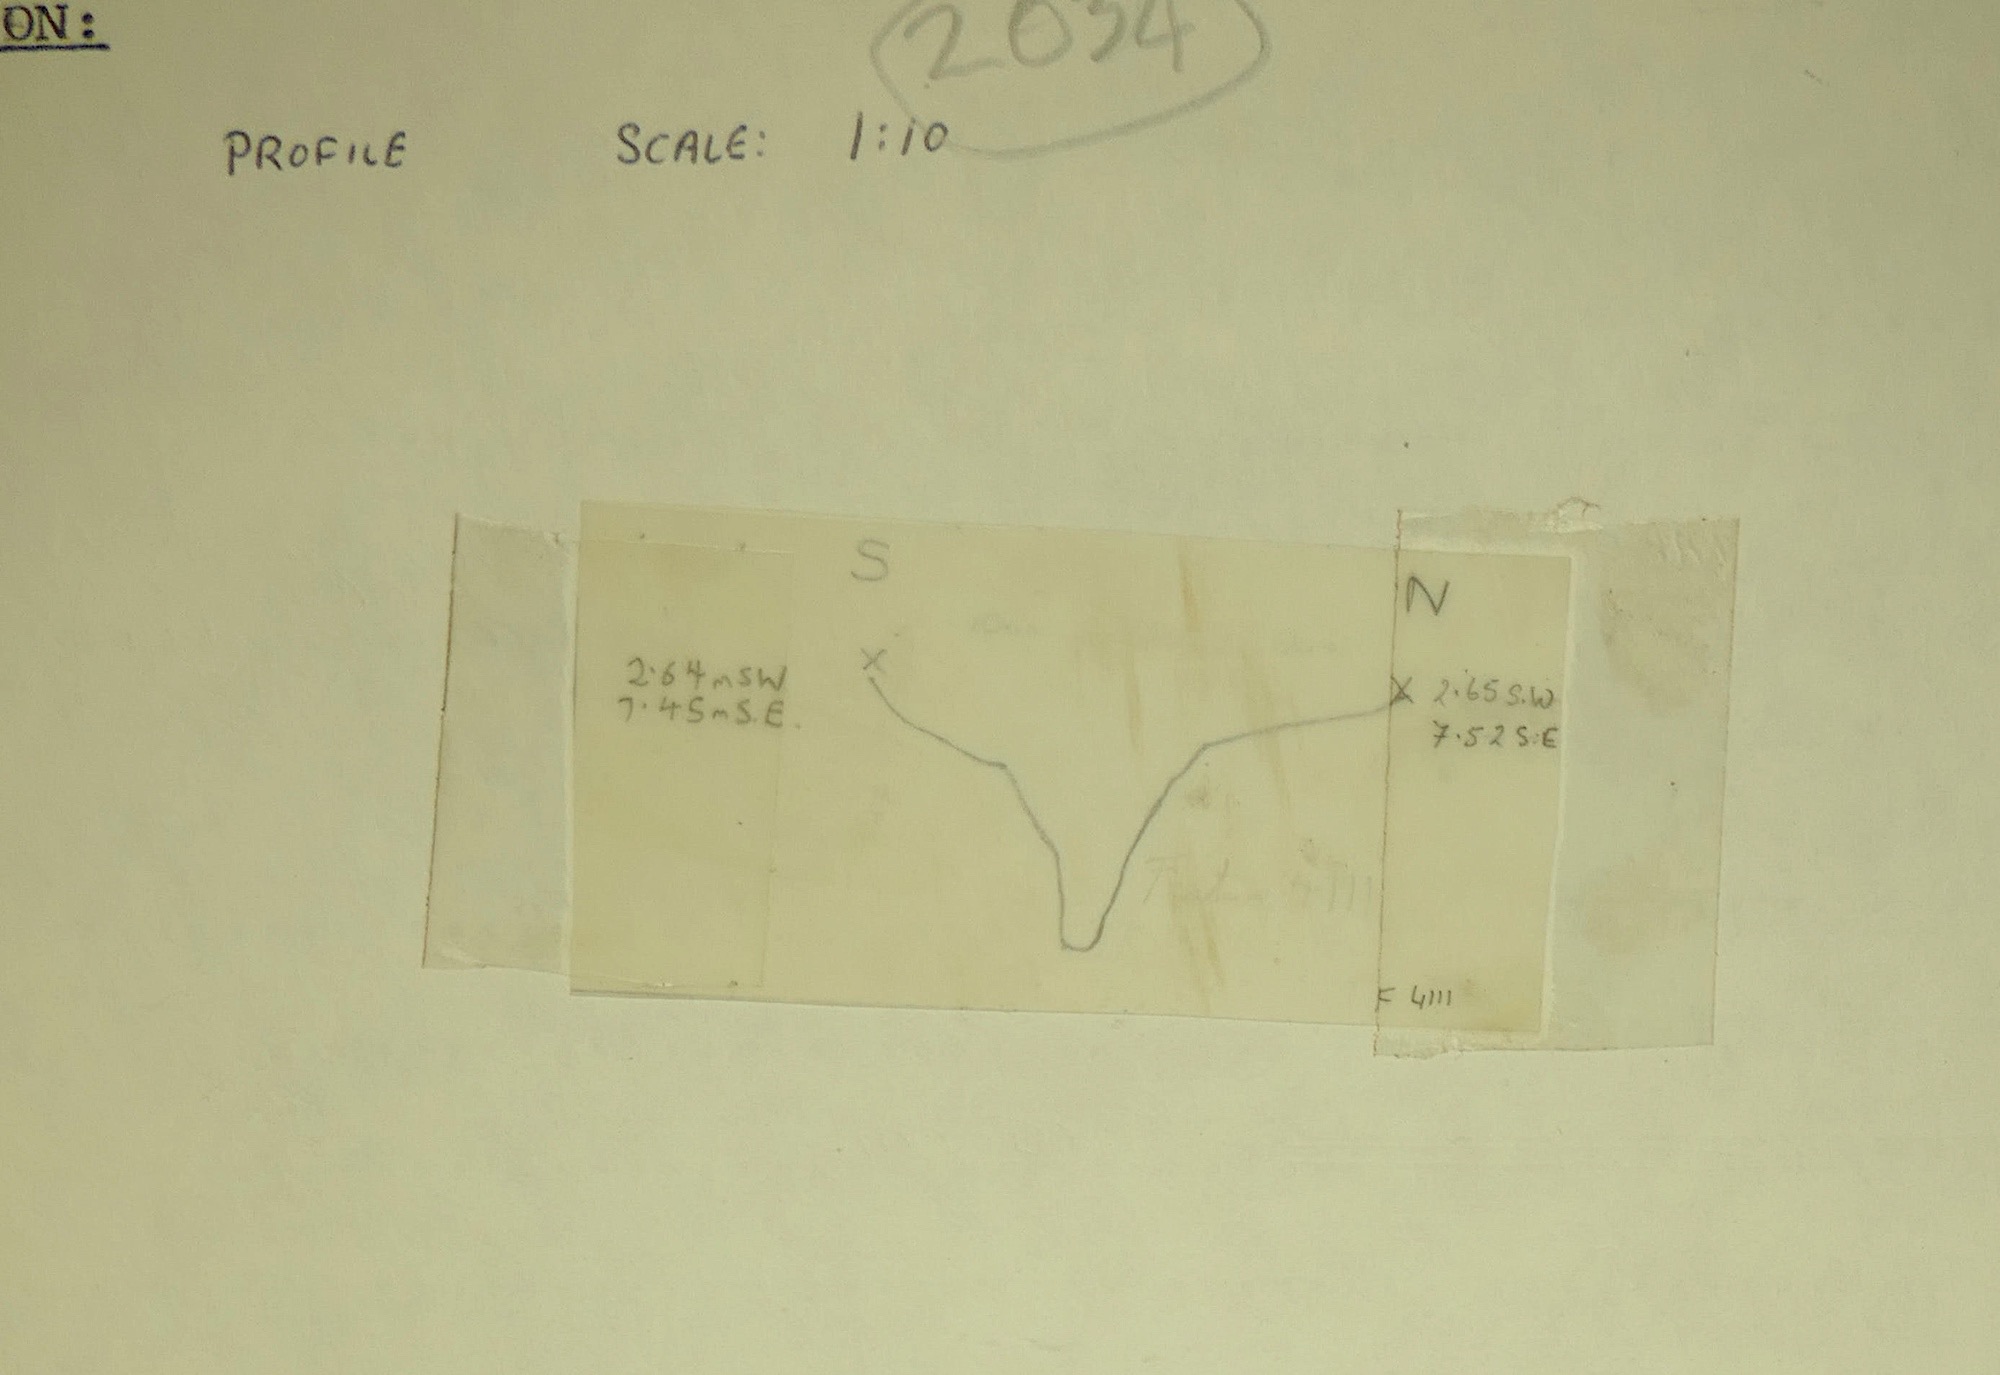 ON:
2034
PROFILE SCALE: 1:10
S
N
2.64mSW
7.45mS.E.
X
X 2.65 S.W
7.52 S.E
F 4111